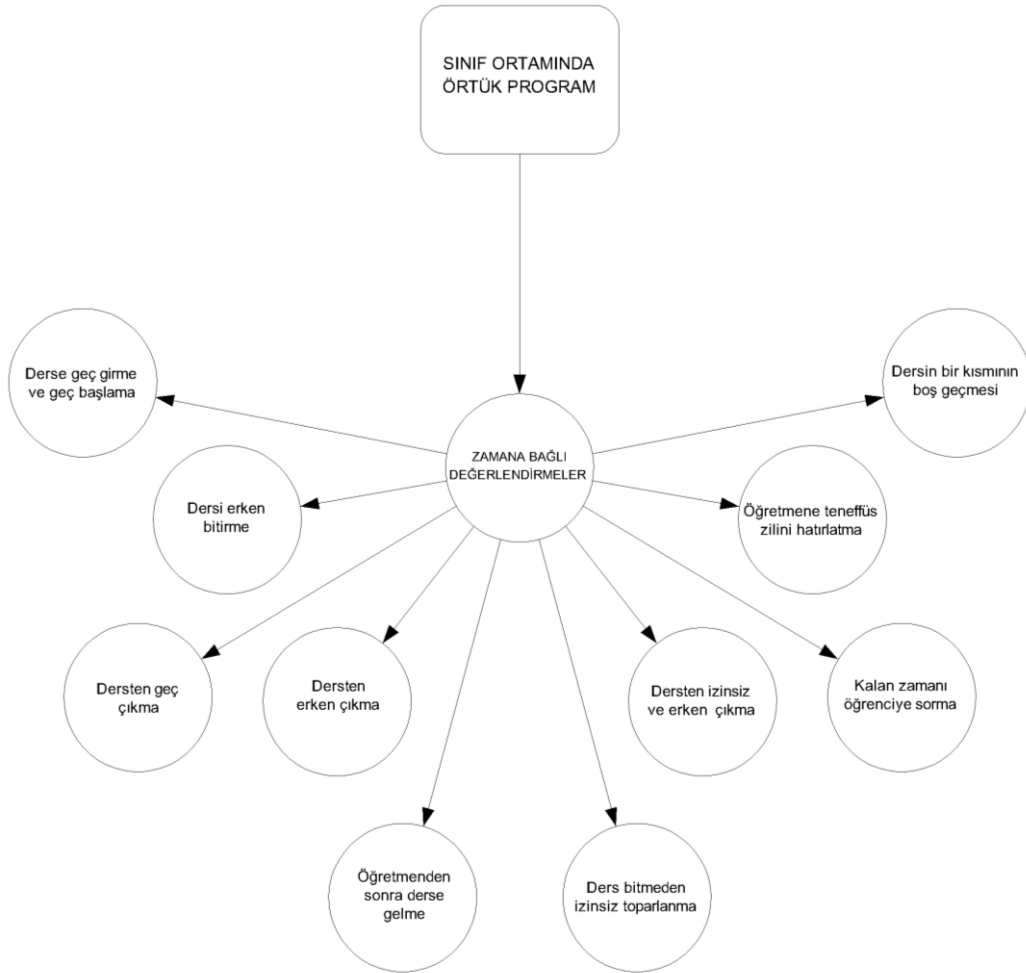 SINIF ORTAMINDA
ÖRTÜK PROGRAM
Derse geç girme
ve geç başlama
Dersin bir kısmının
boş geçmesi
ZAMANA BAĞLI
DEĞERLENDİRMELER
Dersi erken
bitirme
Öğretmene teneffüs
zilini hatırlatma
Dersten geç
çıkma
Dersten
erken çıkma
Dersten izinsiz
ve erken çıkma
Kalan zamanı
öğrenciye sorma
Öğretmenden
sonra derse
gelme
Ders bitmeden
izinsiz toparlanma